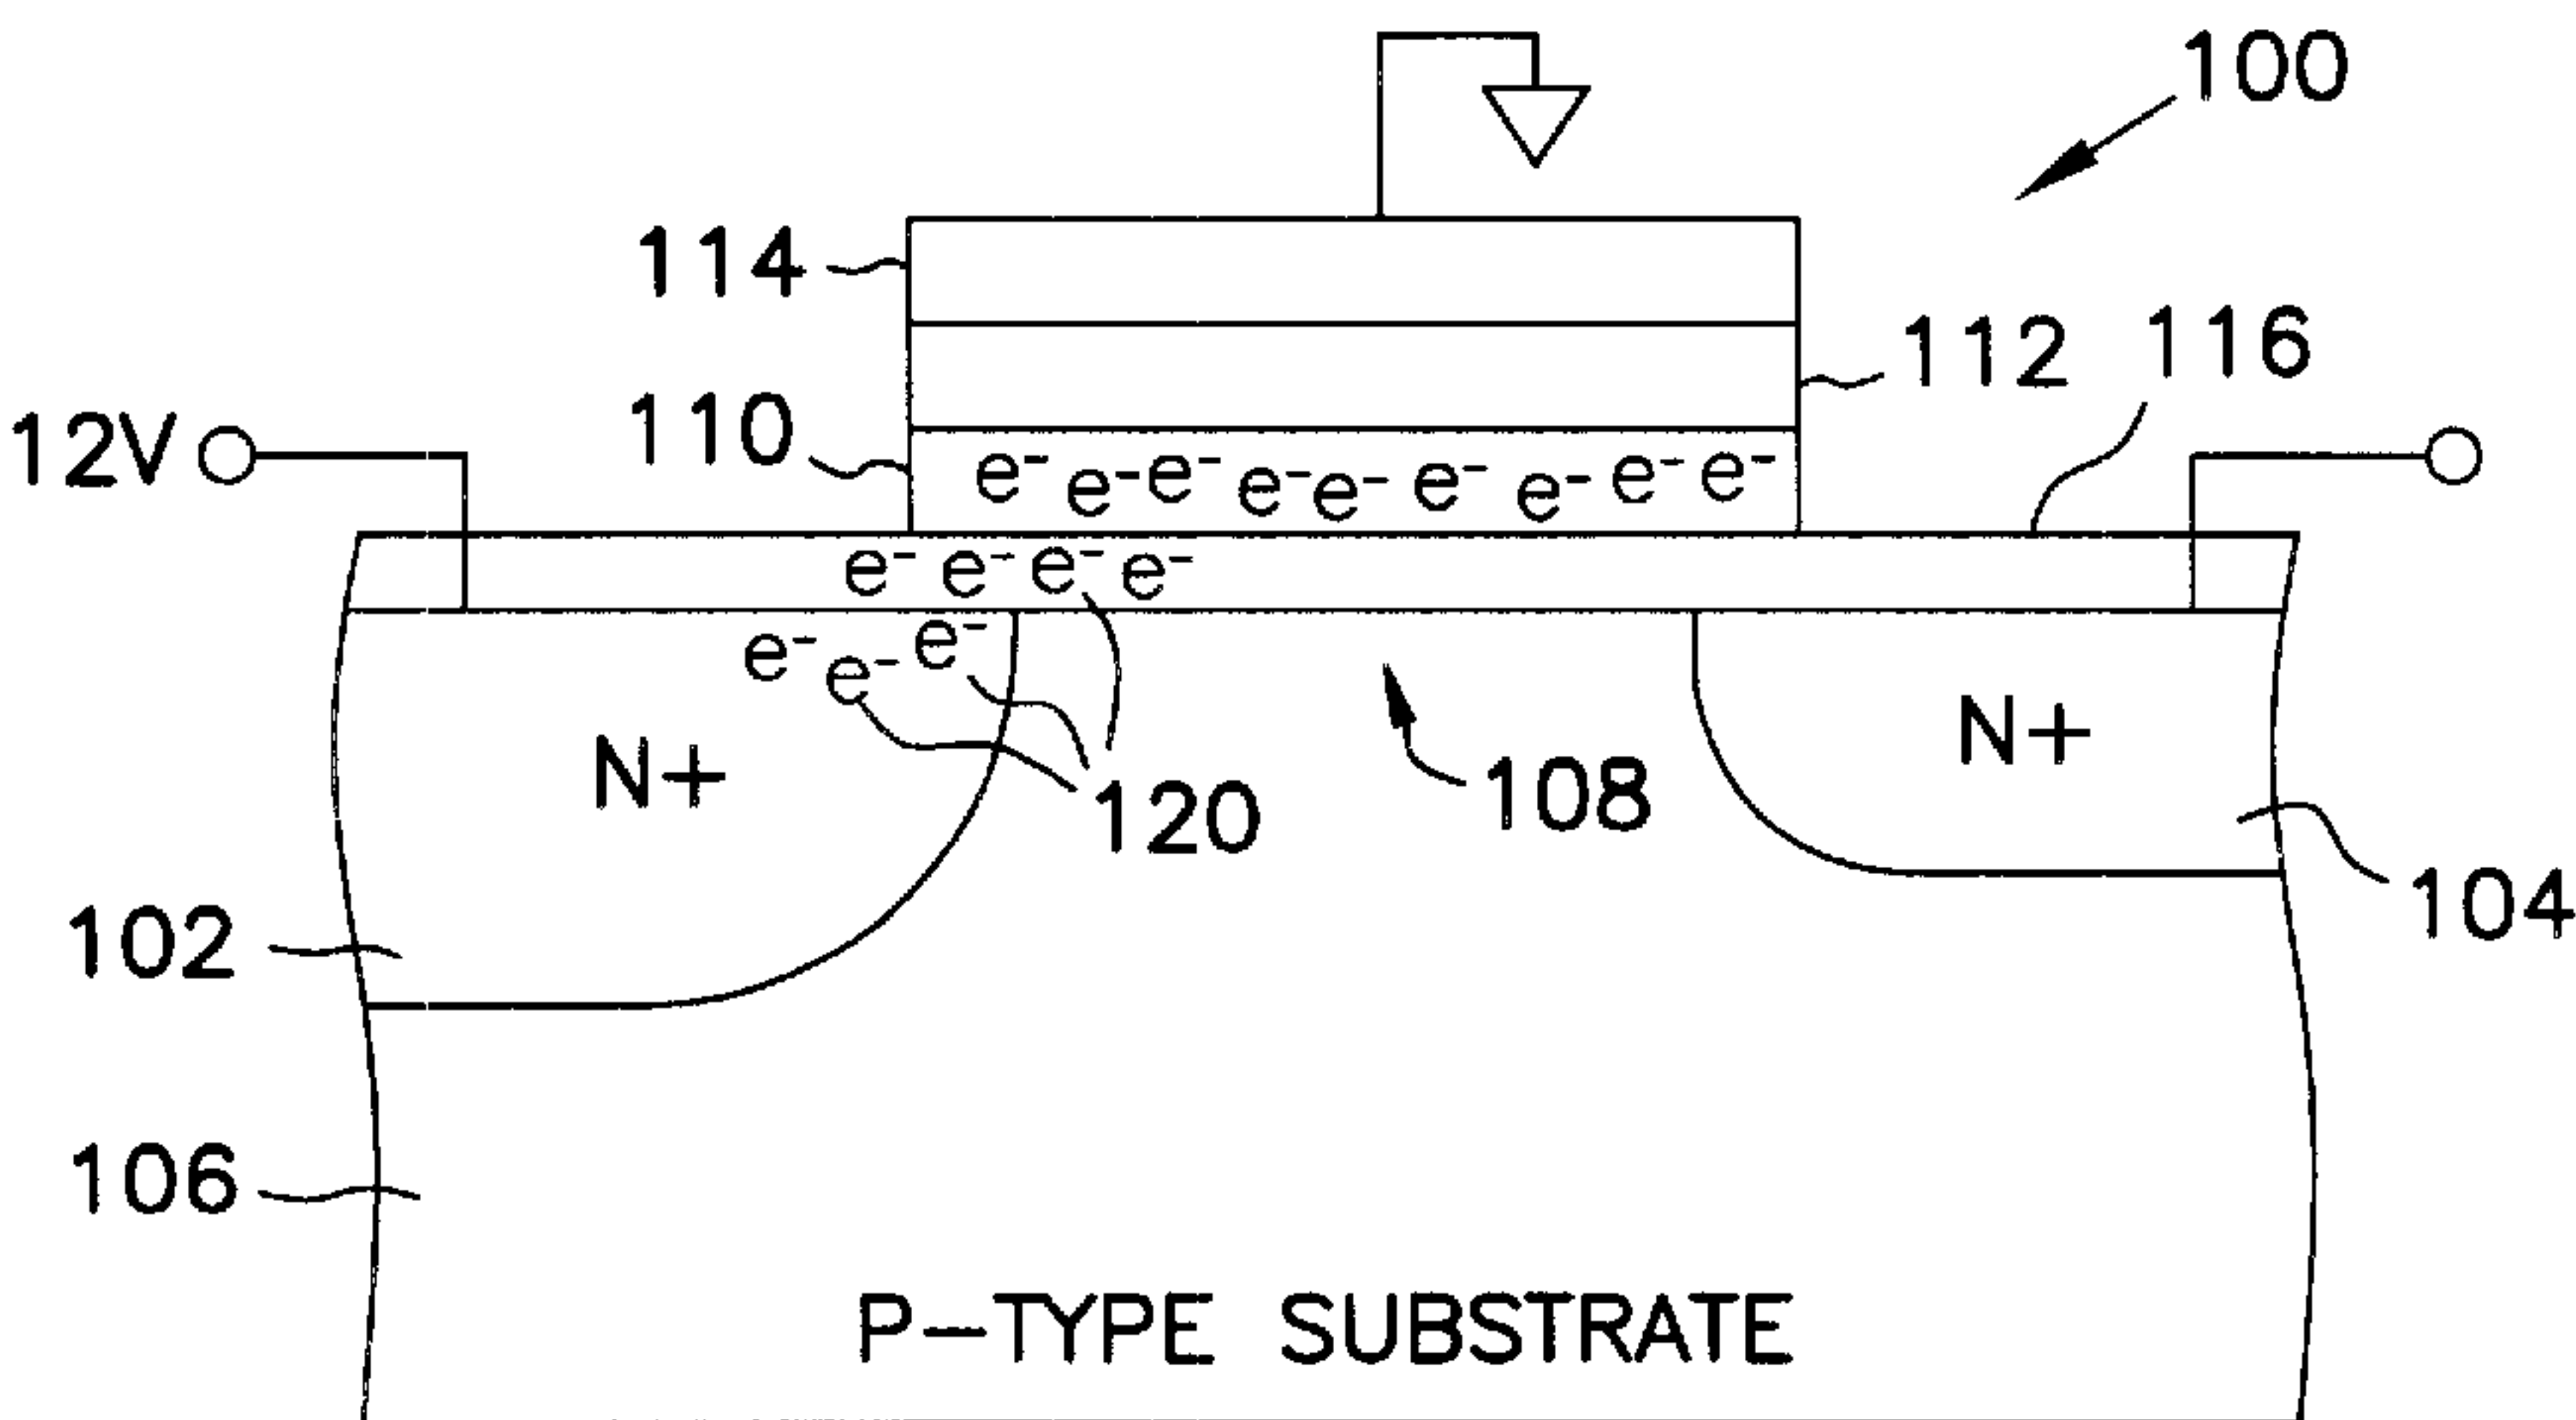 100
114
112
116
110
12V
e- e- e- e- e- e- e- e- e-
e- e- e- e-
e- e- e-
N+
N+
120
108
102
104
106
P-TYPE SUBSTRATE